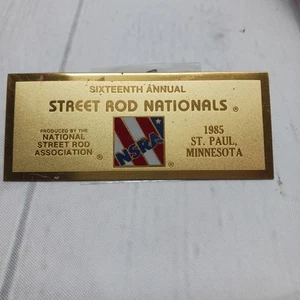 SIXTEENTH ANNUAL
STREET ROD NATIONALS ®
PRODUCED BY THE
NATIONAL
STREET ROD
ASSOCIATION ®
NSRA ®
1985
ST. PAUL,
MINNESOTA